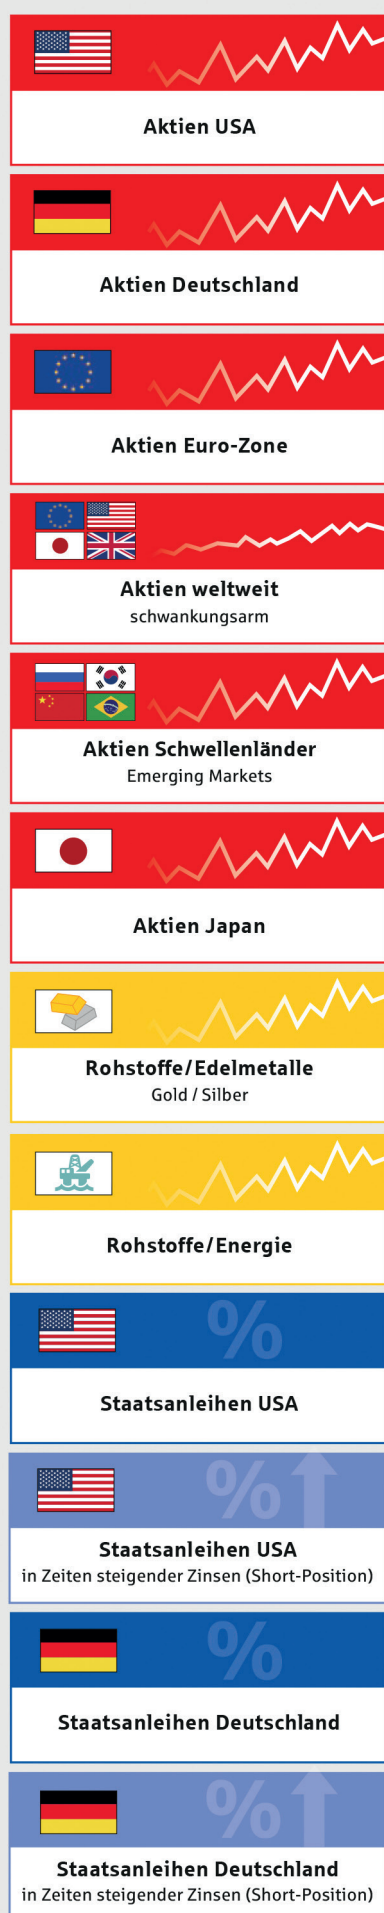 Aktien USA
Aktien Deutschland
Aktien Euro-Zone
Aktien weltweit
schwankungsarm
Aktien Schwellenländer
Emerging Markets
Aktien Japan
Rohstoffe/Edelmetalle
Gold / Silber
Rohstoffe/Energie
%
Staatsanleihen USA
%
Staatsanleihen USA
in Zeiten steigender Zinsen (Short-Position)
%
Staatsanleihen Deutschland
%
Staatsanleihen Deutschland
in Zeiten steigender Zinsen (Short-Position)